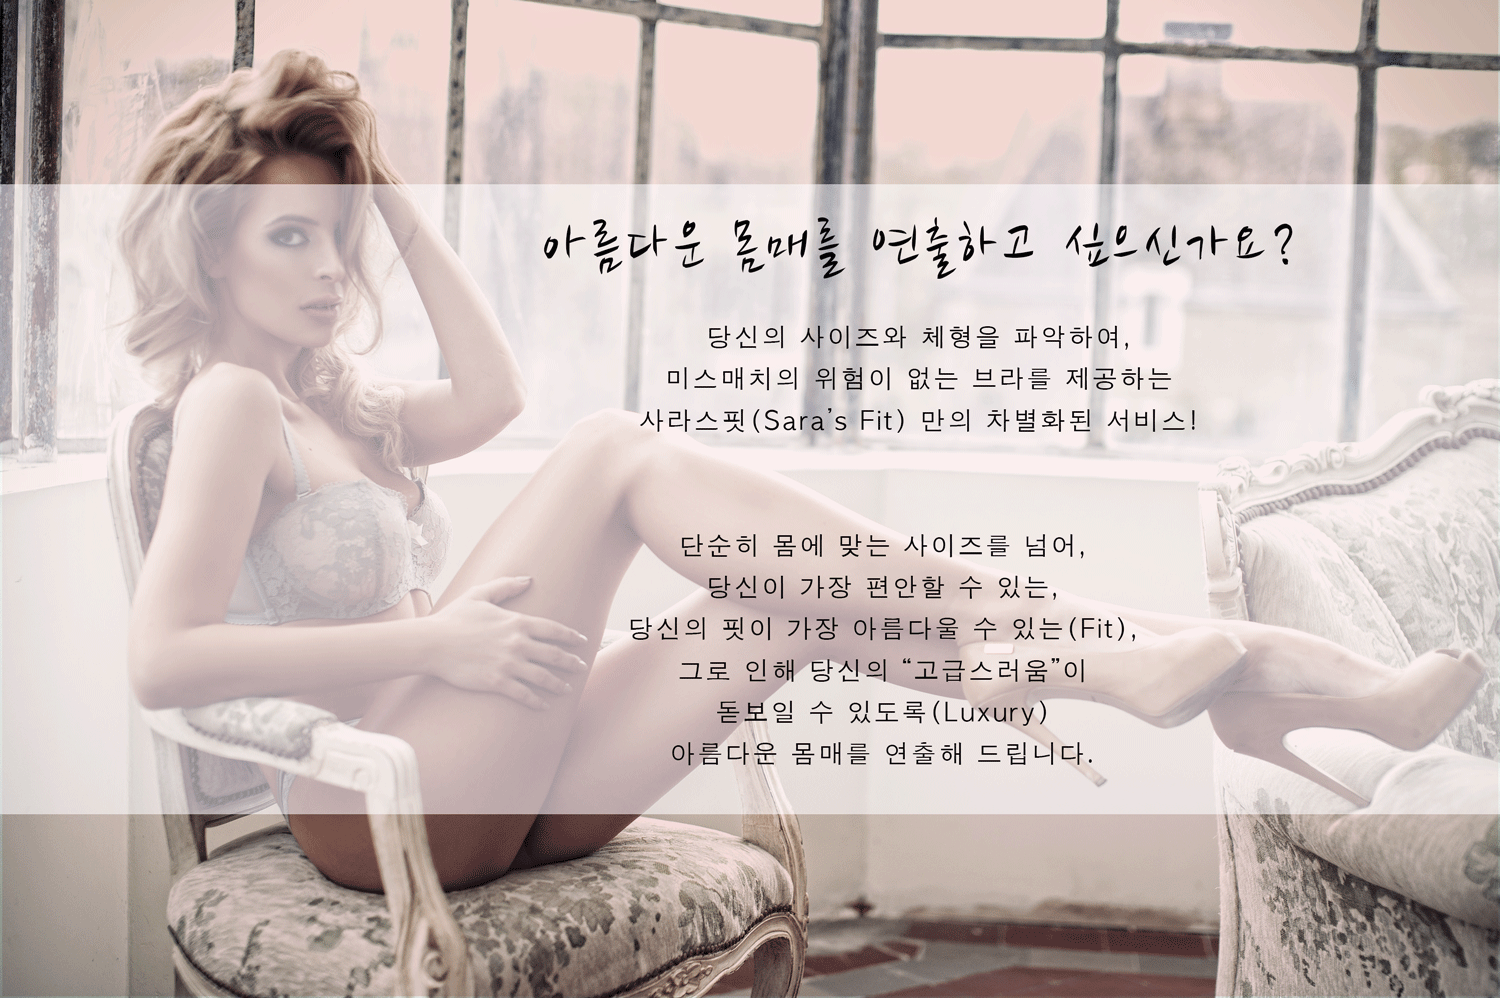 아름다운 몸매를 연출하고 싶으신가요?
당신의 사이즈와 체형을 파악하여,
미스매치의 위험이 없는 브라를 제공하는
사라스핏(Sara’s Fit) 만의 차별화된 서비스!
단순히 몸에 맞는 사이즈를 넘어,
당신이 가장 편안할 수 있는,
당신의 핏이 가장 아름다울 수 있는(Fit),
그로 인해 당신의 “고급스러움”이
돋보일 수 있도록(Luxury)
아름다운 몸매를 연출해 드립니다.